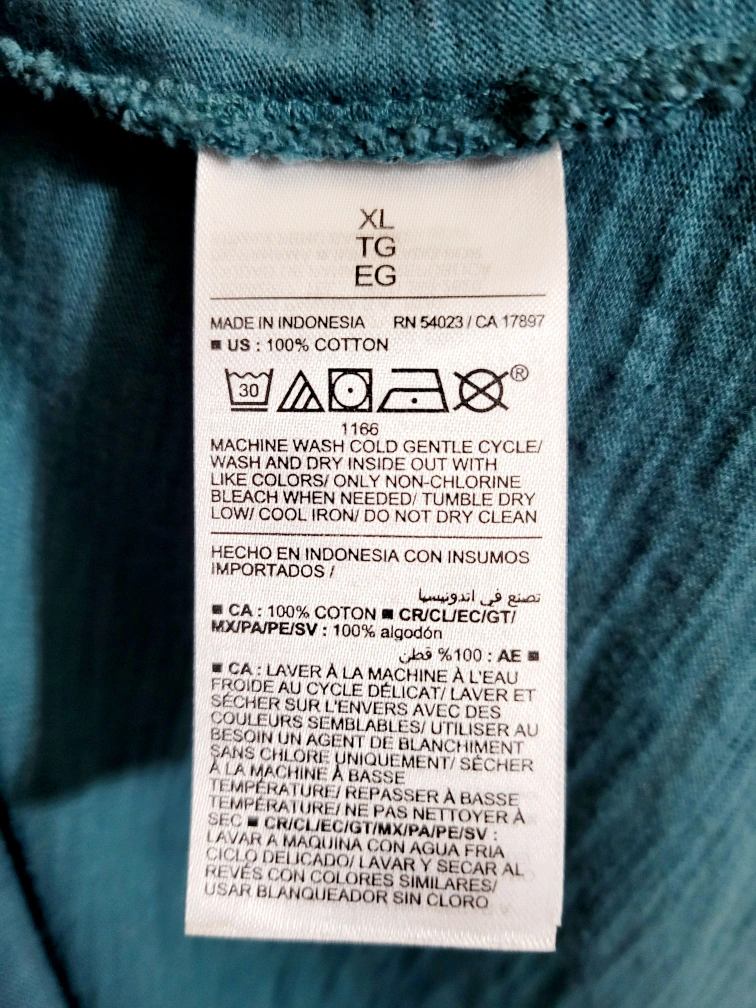 XL
TG
EG
MADE IN INDONESIA RN 54023 / CA 17897
■ US : 100% COTTON
30
®
1166
MACHINE WASH COLD GENTLE CYCLE/
WASH AND DRY INSIDE OUT WITH
LIKE COLORS/ ONLY NON-CHLORINE
BLEACH WHEN NEEDED/ TUMBLE DRY
LOW/ COOL IRON/ DO NOT DRY CLEAN
HECHO EN INDONESIA CON INSUMOS
IMPORTADOS /
تصنع في اندونيسيا
■ CA : 100% COTON ■ CR/CL/EC/GT/
MX/PA/PE/SV : 100% algodón
■ AE : 100% قطن
■ CA : LAVER À LA MACHINE À L'EAU
FROIDE AU CYCLE DÉLICAT/ LAVER ET
SÉCHER SUR L'ENVERS AVEC DES
COULEURS SEMBLABLES/ UTILISER AU
BESOIN UN AGENT DE BLANCHIMENT
SANS CHLORE UNIQUEMENT/ SÉCHER
À LA MACHINE À BASSE
TEMPÉRATURE/ REPASSER À BASSE
TEMPÉRATURE/ NE PAS NETTOYER À
SEC ■ CR/CL/EC/GT/MX/PA/PE/SV :
LAVAR A MAQUINA CON AGUA FRIA
CICLO DELICADO/ LAVAR Y SECAR AL
REVÉS CON COLORES SIMILARES/
USAR BLANQUEADOR SIN CLORO